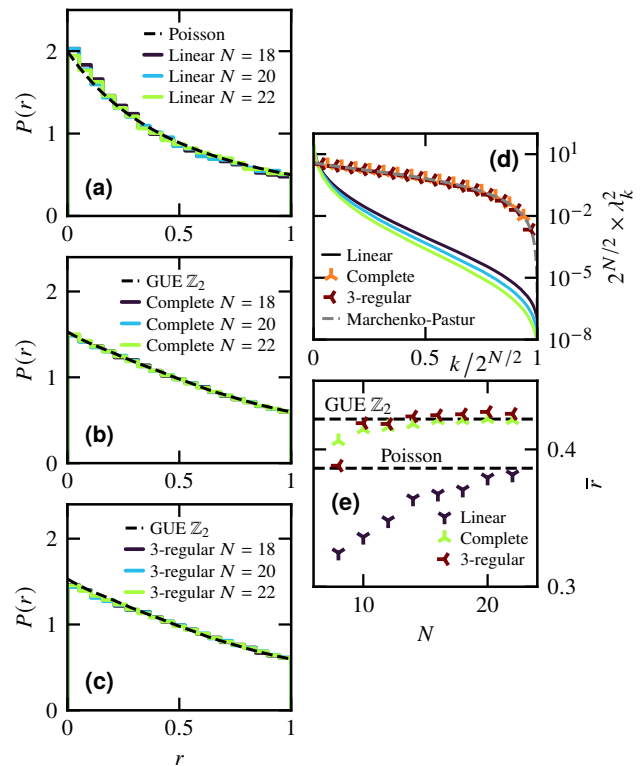 2
1
0
P(r)
Poisson
Linear N = 18
Linear N = 20
Linear N = 22
(a)
0
0.5
1
2
1
0
P(r)
GUE ℤ₂
Complete N = 18
Complete N = 20
Complete N = 22
(b)
0
0.5
1
2
1
0
P(r)
GUE ℤ₂
3-regular N = 18
3-regular N = 20
3-regular N = 22
(c)
0
0.5
1
r
(d)
10¹
10⁻²
10⁻⁵
10⁻⁸
2^{N/2} × λ̄²_k
Linear
Complete
3-regular
Marchenko-Pastur
0
0.5
1
k/2^{N/2}
GUE ℤ₂
Poisson
(e)
Linear
Complete
3-regular
0.4
0.3
r̄
10
20
N